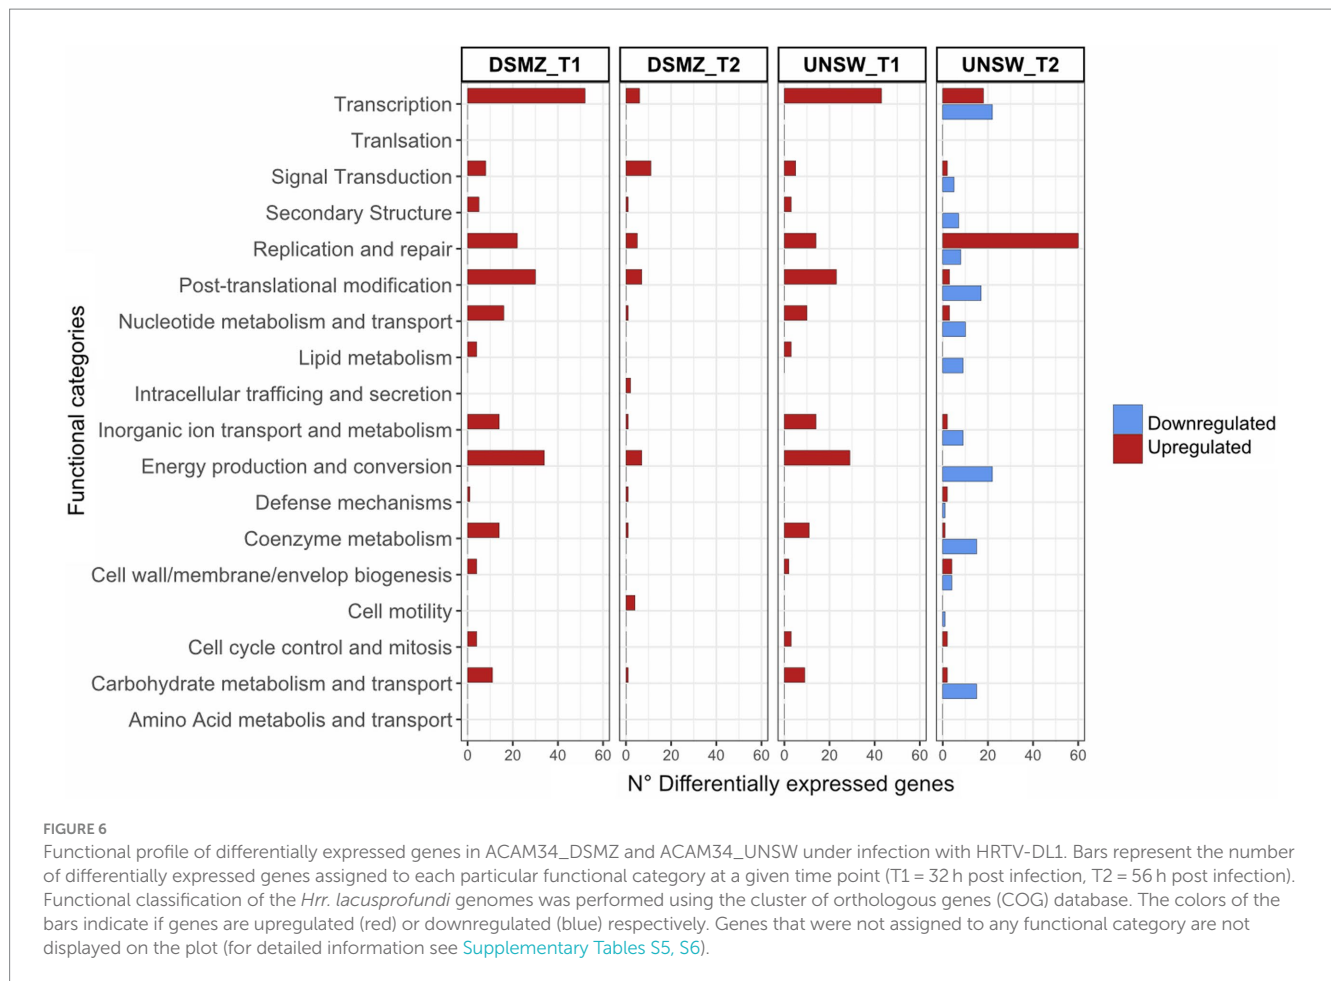 DSMZ_T1 DSMZ_T2 UNSW_T1 UNSW_T2
Transcription
Tranlsation
Signal Transduction
Secondary Structure
Replication and repair
Post-translational modification
Nucleotide metabolism and transport
Lipid metabolism
Intracellular trafficing and secretion
Inorganic ion transport and metabolism
Energy production and conversion
Defense mechanisms
Coenzyme metabolism
Cell wall/membrane/envelop biogenesis
Cell motility
Cell cycle control and mitosis
Carbohydrate metabolism and transport
Amino Acid metabolis and transport
Functional categories
0 20 40 60 0 20 40 60 0 20 40 60 0 20 40 60
N° Differentially expressed genes
Downregulated
Upregulated
FIGURE 6
Functional profile of differentially expressed genes in ACAM34_DSMZ and ACAM34_UNSW under infection with HRTV-DL1. Bars represent the number
of differentially expressed genes assigned to each particular functional category at a given time point (T1 = 32 h post infection, T2 = 56 h post infection).
Functional classification of the Hrr. lacusprofundi genomes was performed using the cluster of orthologous genes (COG) database. The colors of the
bars indicate if genes are upregulated (red) or downregulated (blue) respectively. Genes that were not assigned to any functional category are not
displayed on the plot (for detailed information see Supplementary Tables S5, S6).